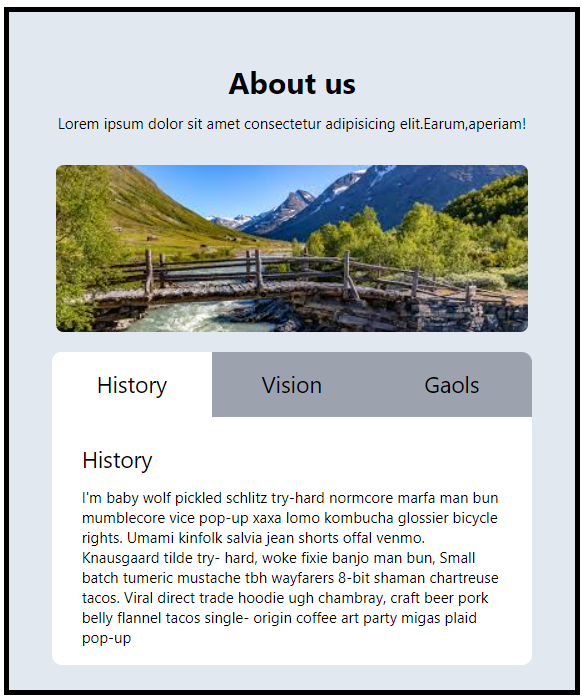 About us
Lorem ipsum dolor sit amet consectetur adipisicing elit.Earum,aperiam!
History
Vision
Gaols
History
I'm baby wolf pickled schlitz try-hard normcore marfa man bun
mumblecore vice pop-up xaxa lomo kombucha glossier bicycle
rights. Umami kinfolk salvia jean shorts offal venmo.
Knausgaard tilde try- hard, woke fixie banjo man bun, Small
batch tumeric mustache tbh wayfarers 8-bit shaman chartreuse
tacos. Viral direct trade hoodie ugh chambray, craft beer pork
belly flannel tacos single- origin coffee art party migas plaid
pop-up